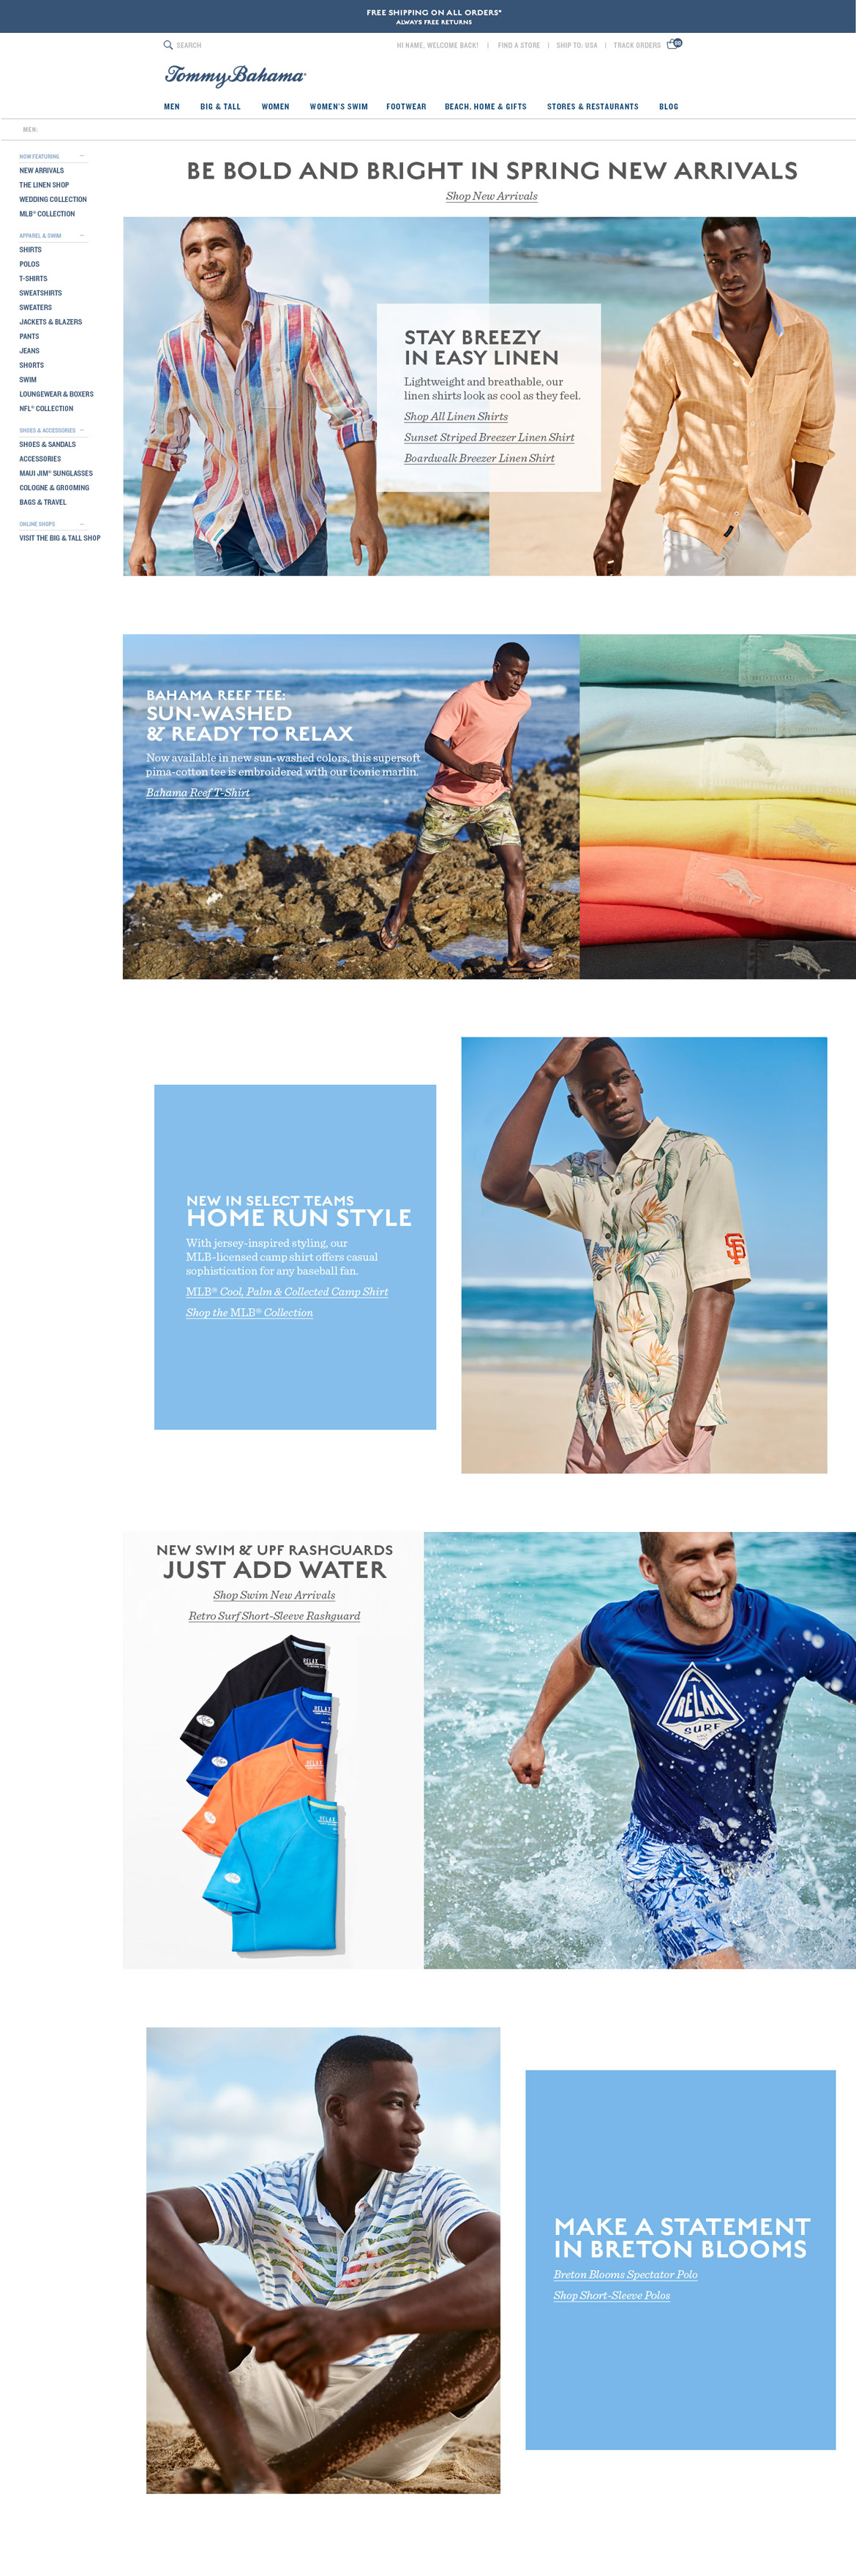 FREE SHIPPING ON ALL ORDERS*
ALWAYS FREE RETURNS
SEARCH
HI NAME, WELCOME BACK! | FIND A STORE | SHIP TO: USA | TRACK ORDERS
Tommy Bahama®
MEN BIG & TALL WOMEN WOMEN'S SWIM FOOTWEAR BEACH, HOME & GIFTS STORES & RESTAURANTS BLOG
MEN:
NOW FEATURING –
NEW ARRIVALS
THE LINEN SHOP
WEDDING COLLECTION
MLB® COLLECTION
APPAREL & SWIM –
SHIRTS
POLOS
T-SHIRTS
SWEATSHIRTS
SWEATERS
JACKETS & BLAZERS
PANTS
JEANS
SHORTS
SWIM
LOUNGEWEAR & BOXERS
NFL® COLLECTION
SHOES & ACCESSORIES –
SHOES & SANDALS
ACCESSORIES
MAUI JIM® SUNGLASSES
COLOGNE & GROOMING
BAGS & TRAVEL
ONLINE SHOPS –
VISIT THE BIG & TALL SHOP
BE BOLD AND BRIGHT IN SPRING NEW ARRIVALS
Shop New Arrivals
STAY BREEZY
IN EASY LINEN
Lightweight and breathable, our
linen shirts look as cool as they feel.
Shop All Linen Shirts
Sunset Striped Breezer Linen Shirt
Boardwalk Breezer Linen Shirt
BAHAMA REEF TEE:
SUN-WASHED
& READY TO RELAX
Now available in new sun-washed colors, this supersoft
pima-cotton tee is embroidered with our iconic marlin.
Bahama Reef T-Shirt
NEW IN SELECT TEAMS
HOME RUN STYLE
With jersey-inspired styling, our
MLB-licensed camp shirt offers casual
sophistication for any baseball fan.
MLB® Cool, Palm & Collected Camp Shirt
Shop the MLB® Collection
SF
NEW SWIM & UPF RASHGUARDS
JUST ADD WATER
Shop Swim New Arrivals
Retro Surf Short-Sleeve Rashguard
RELAX
Relax
RELAX
Relax
RELAX
Relax
RELAX
Relax
RELAX
SURF
MAKE A STATEMENT
IN BRETON BLOOMS
Breton Blooms Spectator Polo
Shop Short-Sleeve Polos